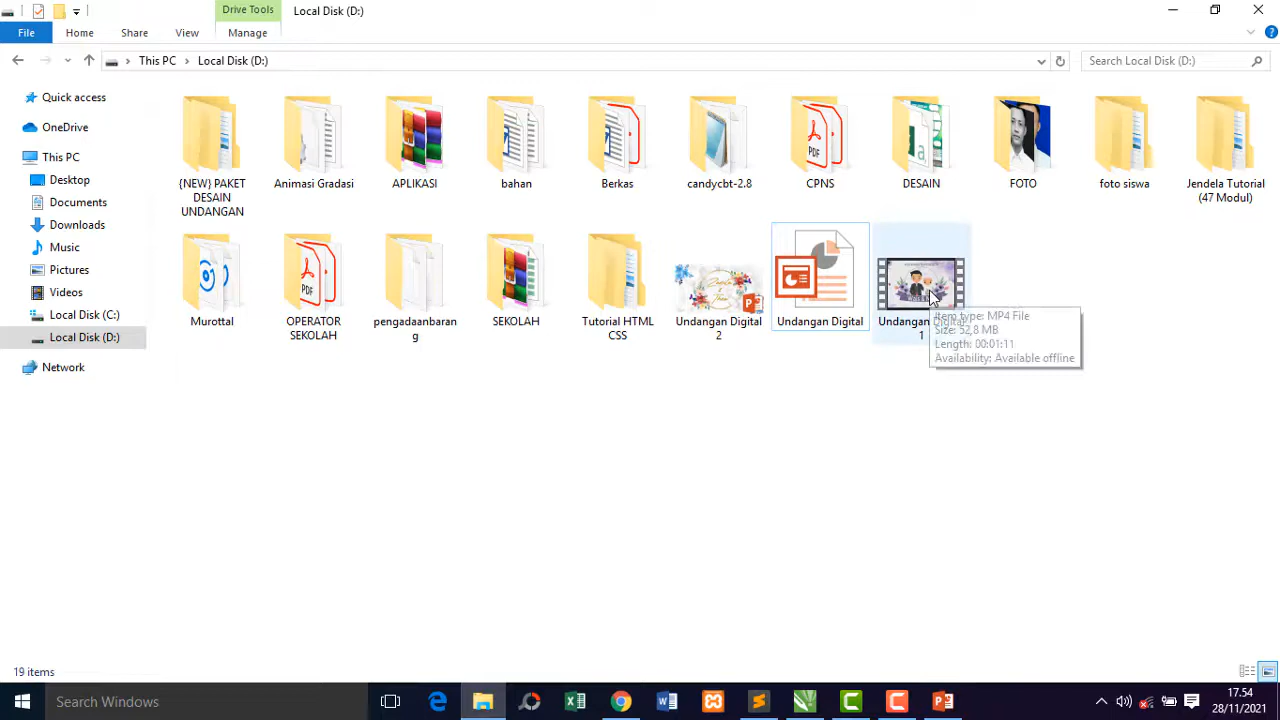 Drive Tools
Local Disk (D:)
File
Home
Share
View
Manage
This PC
Local Disk (D:)
Search Local Disk (D:)
Quick access
OneDrive
This PC
Desktop
Documents
Downloads
Music
Pictures
Videos
Local Disk (C:)
Local Disk (D:)
Network
{NEW} PAKET
DESAIN
UNDANGAN
Animasi Gradasi
APLIKASI
bahan
Berkas
candycbt-2.8
CPNS
DESAIN
FOTO
foto siswa
Jendela Tutorial
(47 Modul)
Murottal
OPERATOR
SEKOLAH
pengadaanbaran
g
SEKOLAH
Tutorial HTML
CSS
Undangan Digital
2
Undangan Digital
Undangan Digital
1
Item type: MP4 File
Size: 52,8 MB
Length: 00:01:11
Availability: Available offline
19 items
Search Windows
17.54
28/11/2021